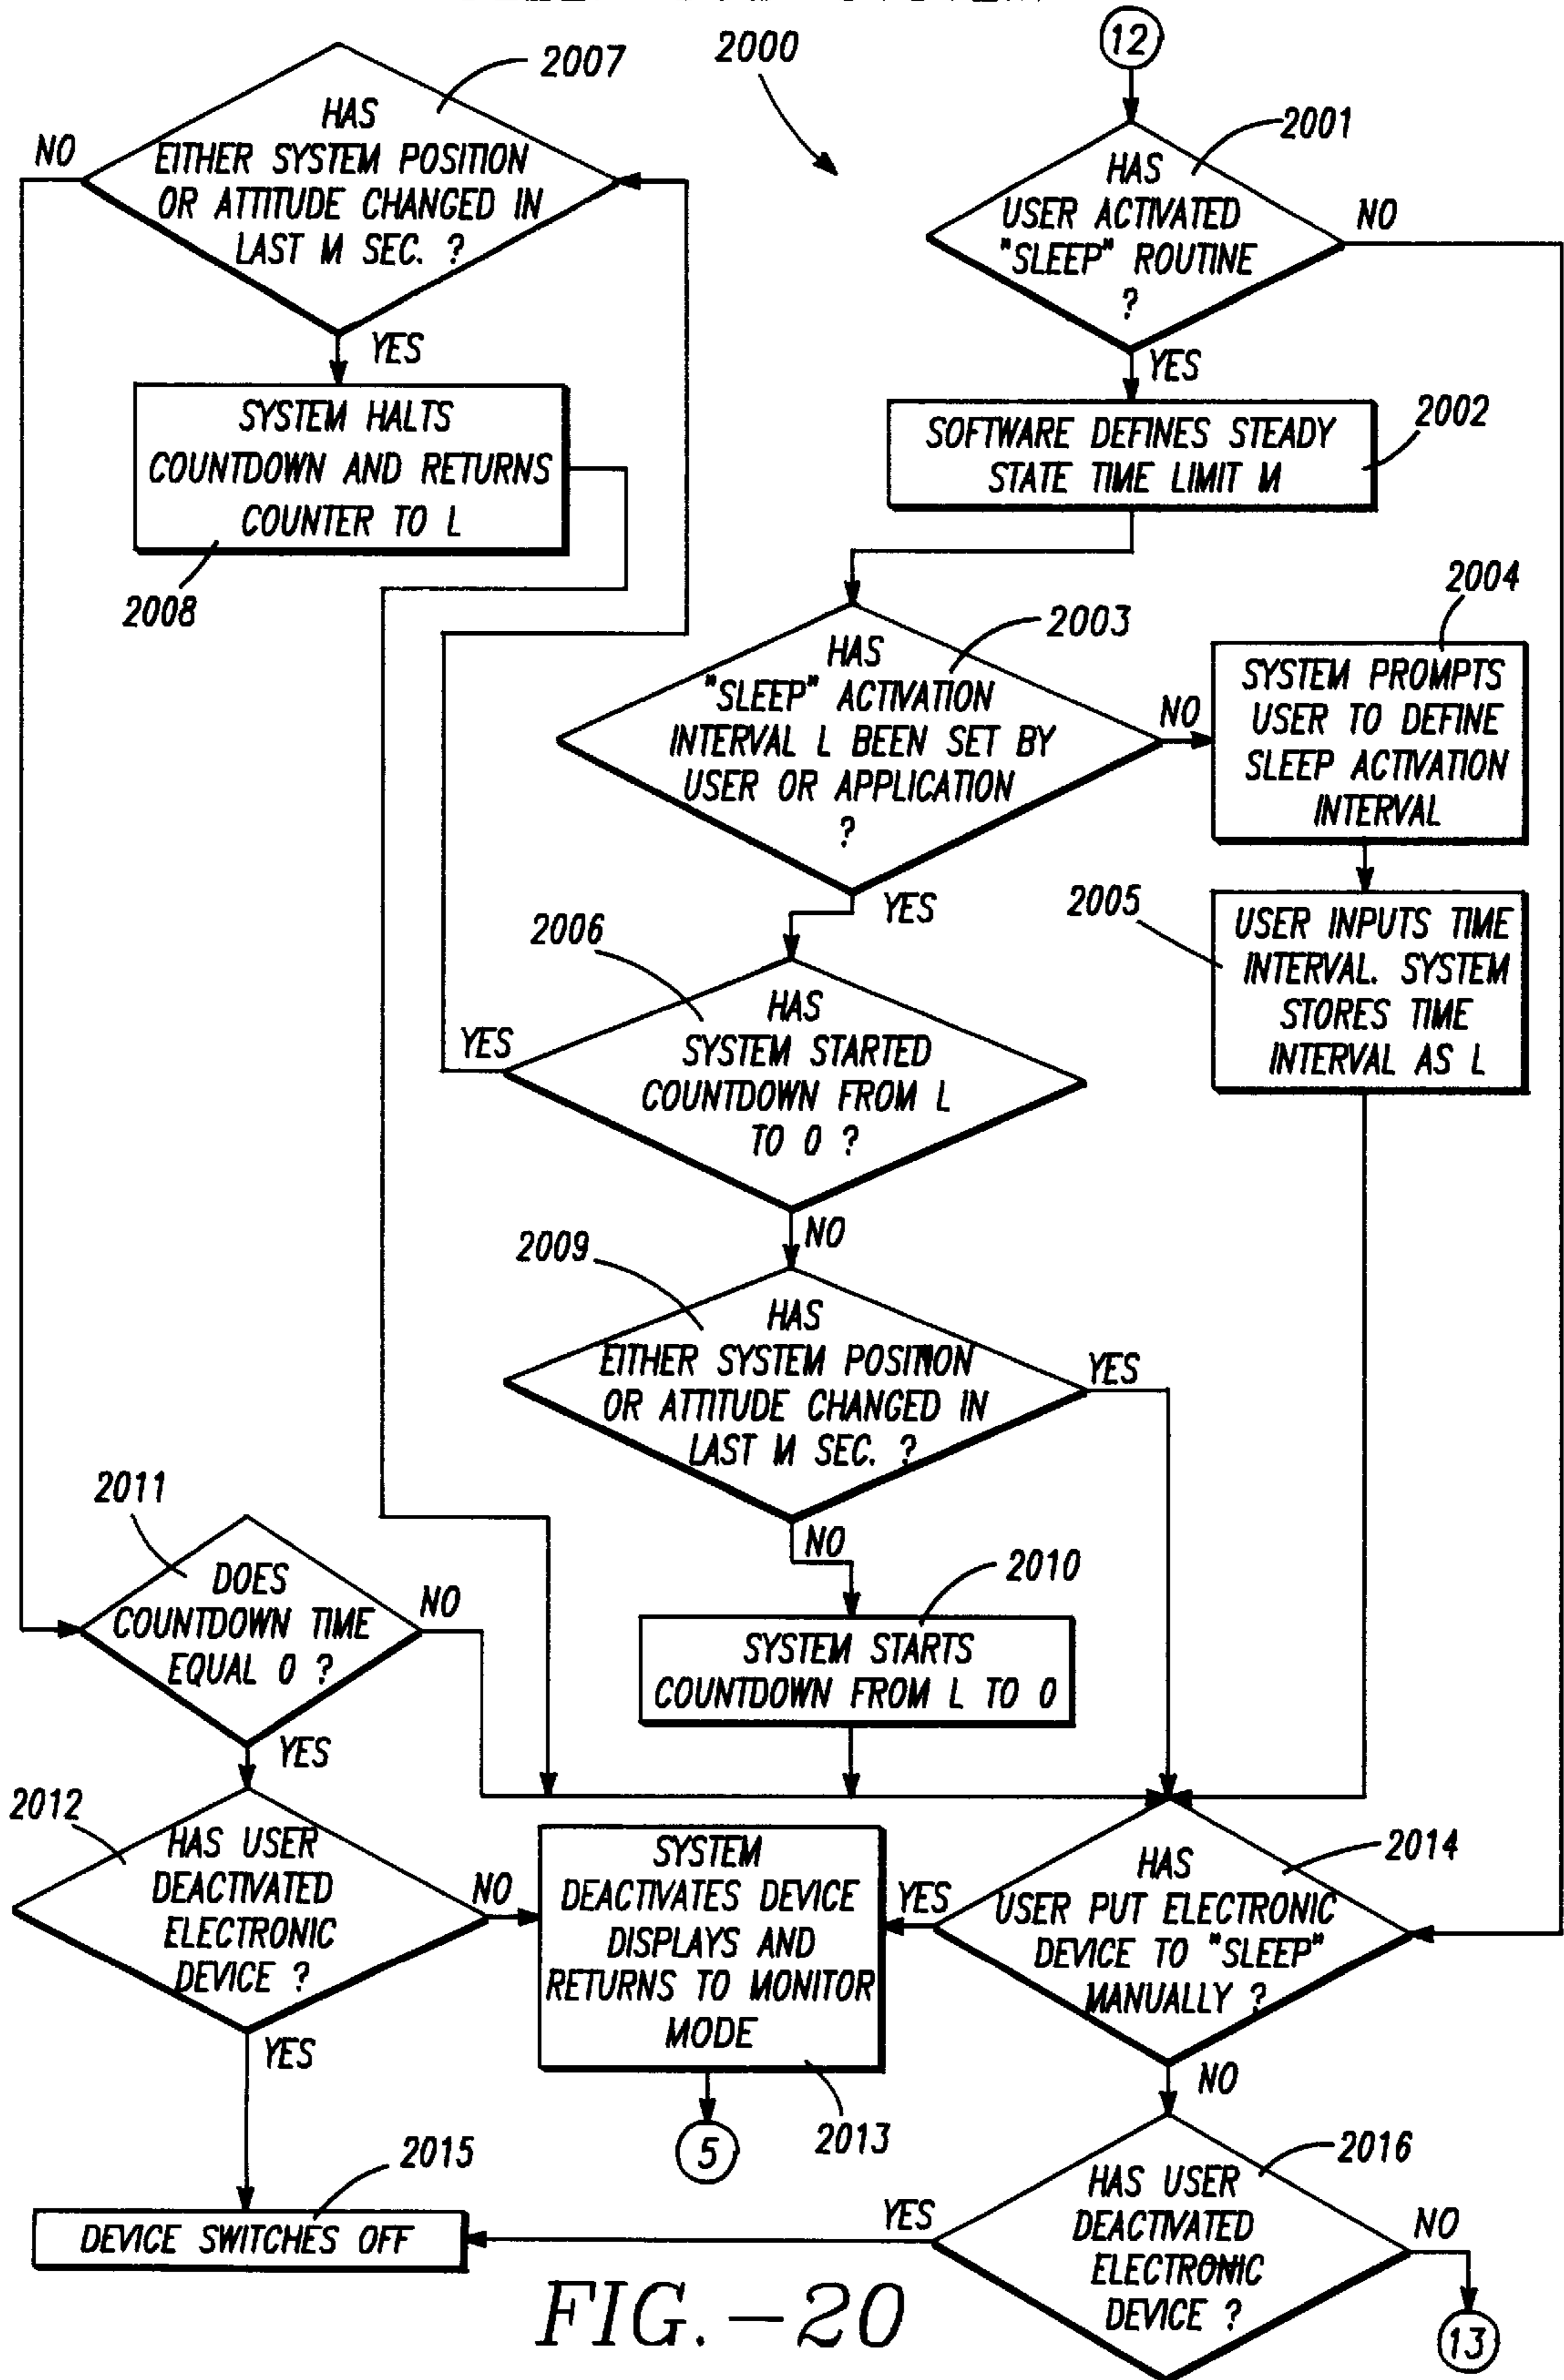 12
2000
2007
HAS
EITHER SYSTEM POSITION
OR ATTITUDE CHANGED IN
LAST M SEC. ?
NO
YES
2001
HAS
USER ACTIVATED
"SLEEP" ROUTINE
?
NO
YES
SYSTEM HALTS
COUNTDOWN AND RETURNS
COUNTER TO L
2008
SOFTWARE DEFINES STEADY
STATE TIME LIMIT M
2002
2003
HAS
"SLEEP" ACTIVATION
INTERVAL L BEEN SET BY
USER OR APPLICATION
?
NO
YES
2004
SYSTEM PROMPTS
USER TO DEFINE
SLEEP ACTIVATION
INTERVAL
2005
USER INPUTS TIME
INTERVAL. SYSTEM
STORES TIME
INTERVAL AS L
2006
HAS
SYSTEM STARTED
COUNTDOWN FROM L
TO 0 ?
YES
NO
2009
HAS
EITHER SYSTEM POSITION
OR ATTITUDE CHANGED IN
LAST M SEC. ?
YES
NO
2010
SYSTEM STARTS
COUNTDOWN FROM L TO 0
2011
DOES
COUNTDOWN TIME
EQUAL 0 ?
NO
YES
2012
HAS USER
DEACTIVATED
ELECTRONIC
DEVICE ?
NO
YES
SYSTEM
DEACTIVATES DEVICE
DISPLAYS AND
RETURNS TO MONITOR
MODE
2013
5
2014
HAS
USER PUT ELECTRONIC
DEVICE TO "SLEEP"
MANUALLY ?
YES
NO
2015
DEVICE SWITCHES OFF
2016
HAS USER
DEACTIVATED
ELECTRONIC
DEVICE ?
YES
NO
13
FIG.-20